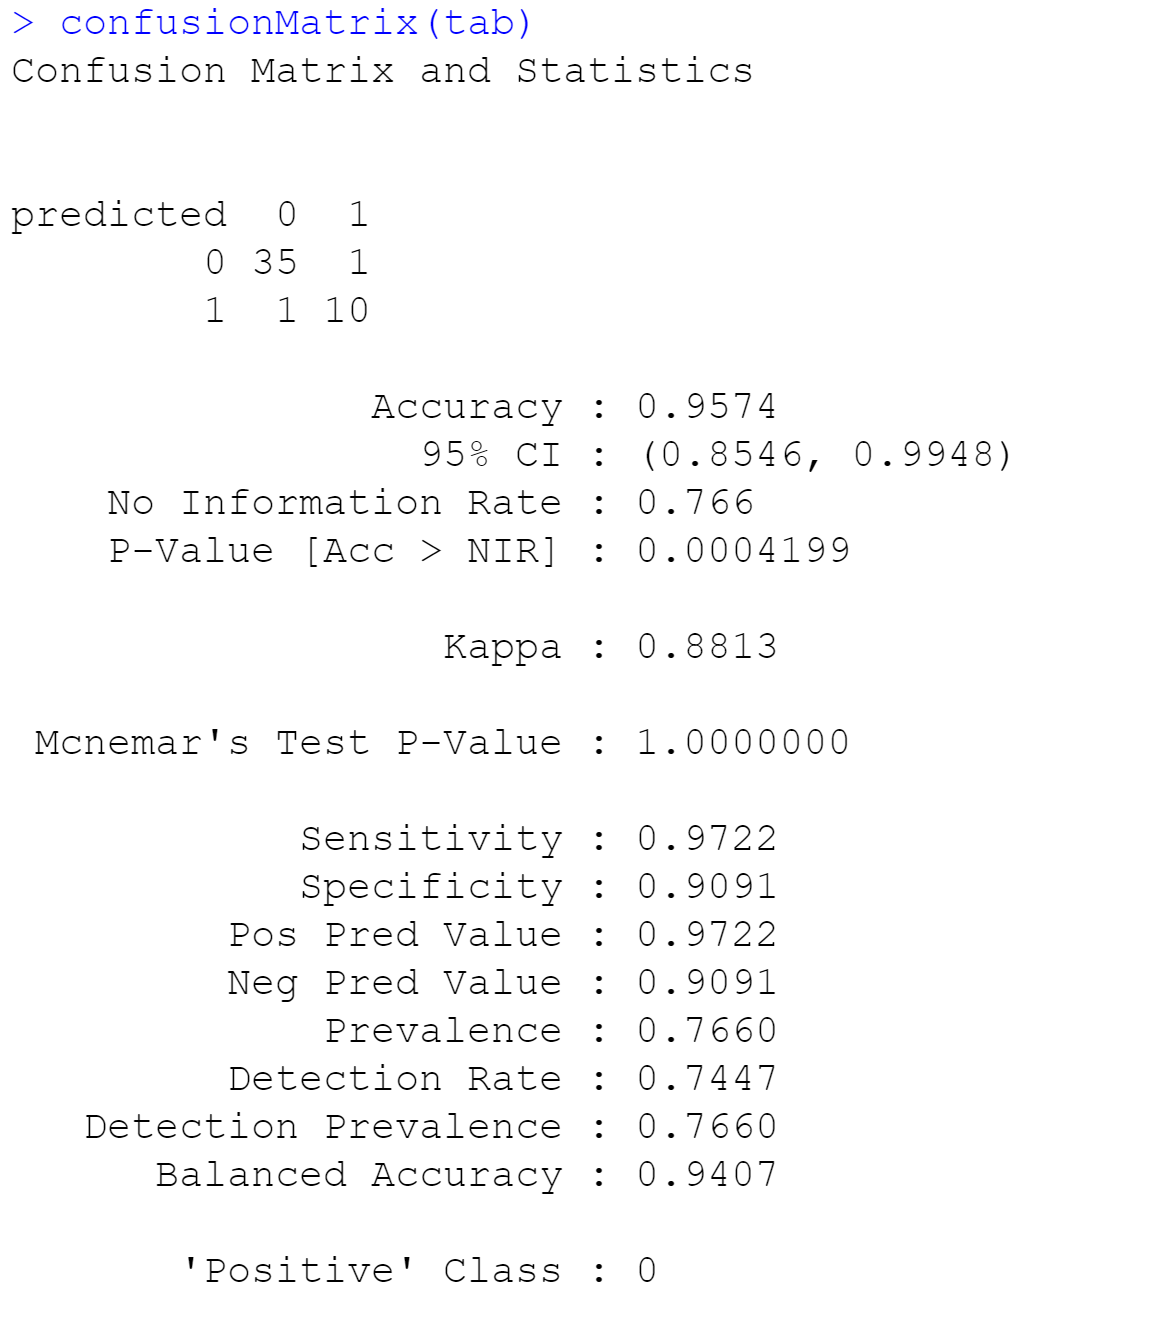 > confusionMatrix(tab)
Confusion Matrix and Statistics
predicted  0  1
        0 35  1
        1  1 10
               Accuracy : 0.9574
                 95% CI : (0.8546, 0.9948)
    No Information Rate : 0.766
    P-Value [Acc > NIR] : 0.0004199
                  Kappa : 0.8813
 Mcnemar's Test P-Value : 1.0000000
            Sensitivity : 0.9722
            Specificity : 0.9091
         Pos Pred Value : 0.9722
         Neg Pred Value : 0.9091
             Prevalence : 0.7660
         Detection Rate : 0.7447
   Detection Prevalence : 0.7660
      Balanced Accuracy : 0.9407
       'Positive' Class : 0